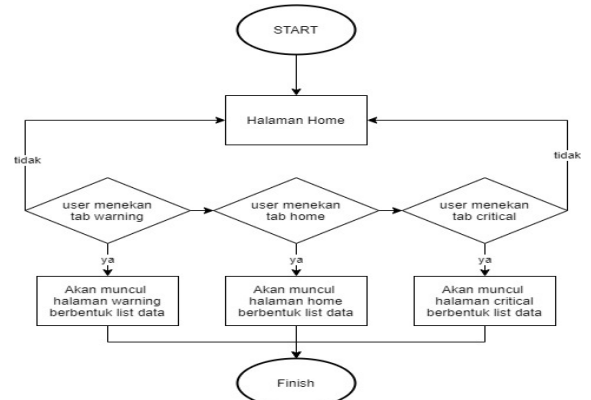 START
Halaman Home
tidak
tidak
user menekan
tab warning
user menekan
tab home
user menekan
tab critical
ya
ya
ya
Akan muncul
halaman warning
berbentuk list data
Akan muncul
halaman home
berbentuk list data
Akan muncul
halaman critical
berbentuk list data
Finish